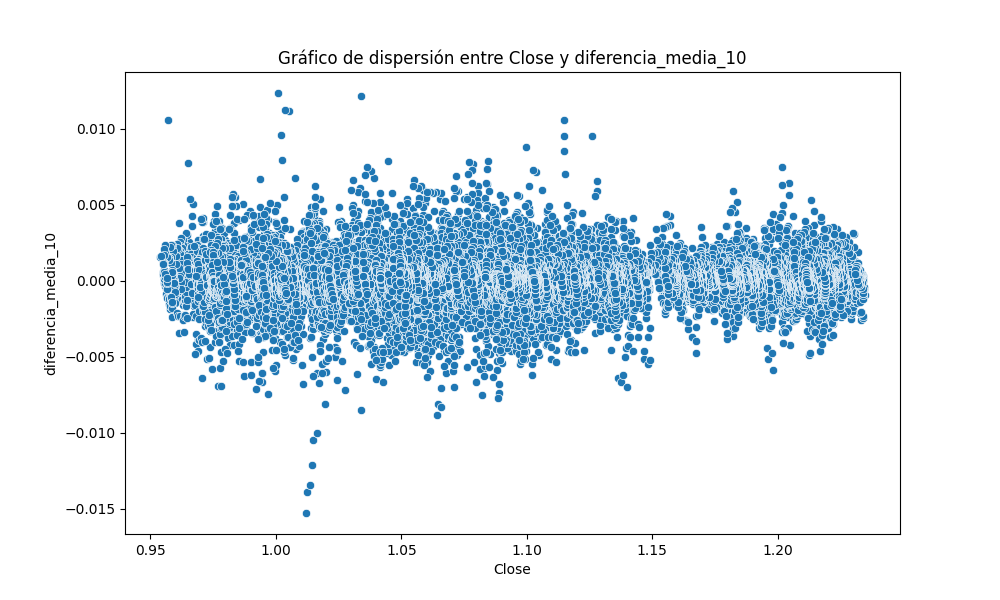 Gráfico de dispersión entre Close y diferencia_media_10
diferencia_media_10
0.010
0.005
0.000
−0.005
−0.010
−0.015
0.95 1.00 1.05 1.10 1.15 1.20
Close